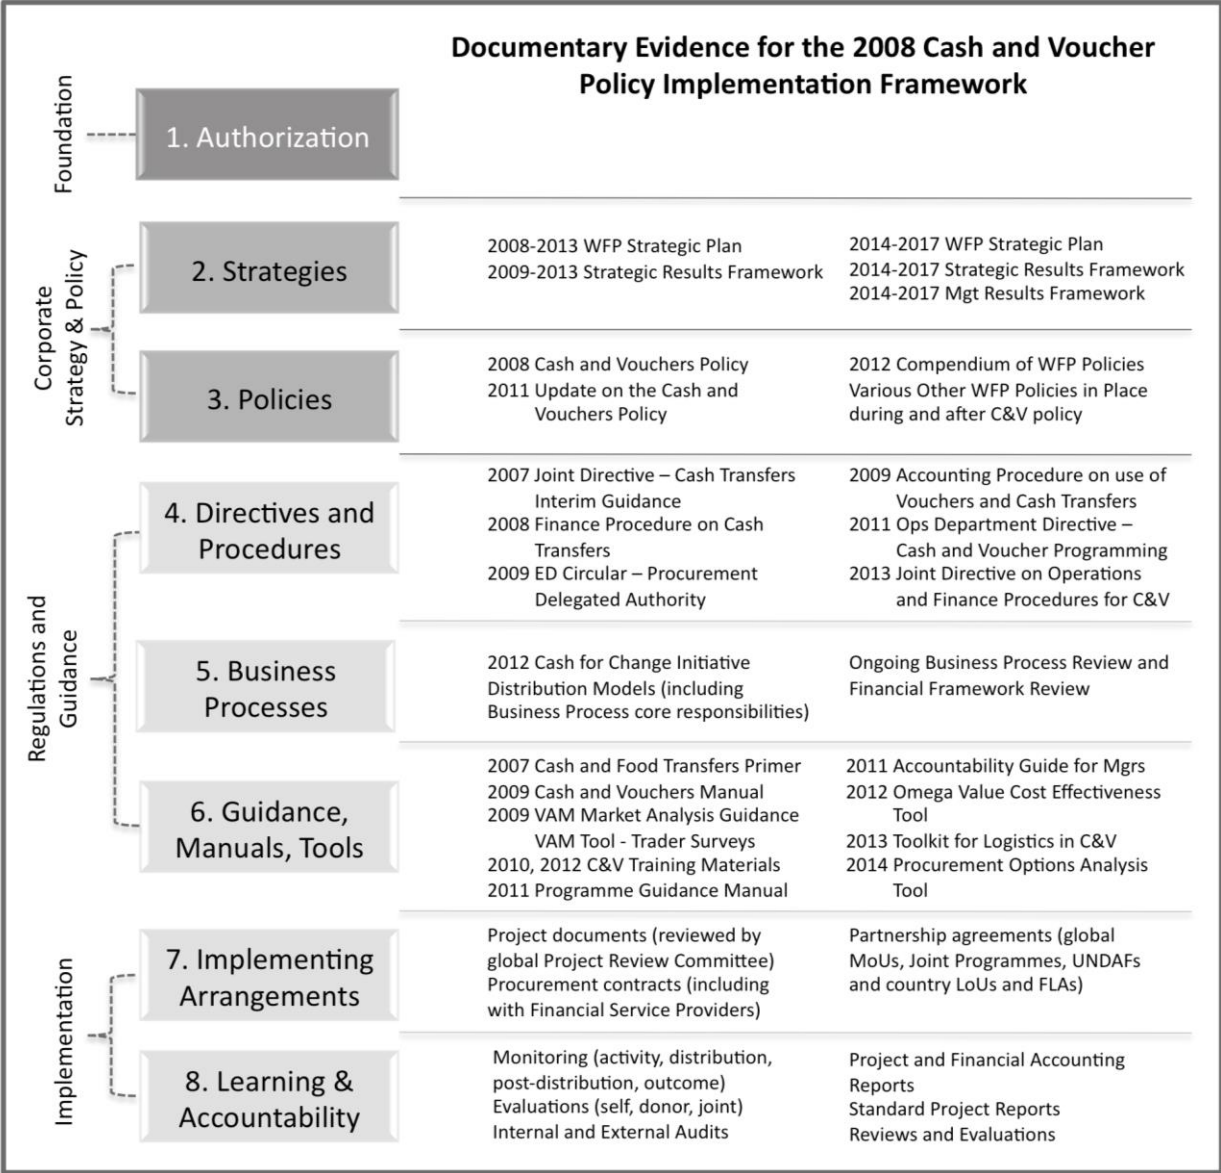 Documentary Evidence for the 2008 Cash and Voucher
Policy Implementation Framework
Foundation
1. Authorization
Corporate
Strategy & Policy
2. Strategies
2008-2013 WFP Strategic Plan
2009-2013 Strategic Results Framework
2014-2017 WFP Strategic Plan
2014-2017 Strategic Results Framework
2014-2017 Mgt Results Framework
3. Policies
2008 Cash and Vouchers Policy
2011 Update on the Cash and
Vouchers Policy
2012 Compendium of WFP Policies
Various Other WFP Policies in Place
during and after C&V policy
Regulations and
Guidance
4. Directives and
Procedures
2007 Joint Directive – Cash Transfers
Interim Guidance
2008 Finance Procedure on Cash
Transfers
2009 ED Circular – Procurement
Delegated Authority
2009 Accounting Procedure on use of
Vouchers and Cash Transfers
2011 Ops Department Directive –
Cash and Voucher Programming
2013 Joint Directive on Operations
and Finance Procedures for C&V
5. Business
Processes
2012 Cash for Change Initiative
Distribution Models (including
Business Process core responsibilities)
Ongoing Business Process Review and
Financial Framework Review
6. Guidance,
Manuals, Tools
2007 Cash and Food Transfers Primer
2009 Cash and Vouchers Manual
2009 VAM Market Analysis Guidance
VAM Tool - Trader Surveys
2010, 2012 C&V Training Materials
2011 Programme Guidance Manual
2011 Accountability Guide for Mgrs
2012 Omega Value Cost Effectiveness
Tool
2013 Toolkit for Logistics in C&V
2014 Procurement Options Analysis
Tool
Implementation
7. Implementing
Arrangements
Project documents (reviewed by
global Project Review Committee)
Procurement contracts (including
with Financial Service Providers)
Partnership agreements (global
MoUs, Joint Programmes, UNDAFs
and country LoUs and FLAs)
8. Learning &
Accountability
Monitoring (activity, distribution,
post-distribution, outcome)
Evaluations (self, donor, joint)
Internal and External Audits
Project and Financial Accounting
Reports
Standard Project Reports
Reviews and Evaluations